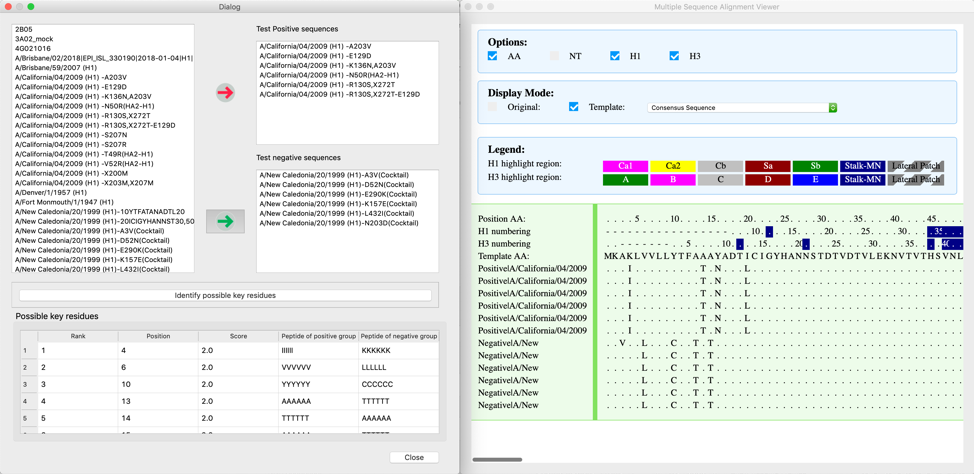 Dialog
2B05
3A02_mock
4G021016
A/Brisbane/02/2018|EPI_ISL_330190|2018-01-04|H1|
A/Brisbane/59/2007 (H1)
A/California/04/2009 (H1) -A203V
A/California/04/2009 (H1) -E129D
A/California/04/2009 (H1) -K136N,A203V
A/California/04/2009 (H1) -N50R(HA2-H1)
A/California/04/2009 (H1) -R130S,X272T
A/California/04/2009 (H1) -R130S,X272T-E129D
A/California/04/2009 (H1) -S207N
A/California/04/2009 (H1) -S207R
A/California/04/2009 (H1) -T49R(HA2-H1)
A/California/04/2009 (H1) -V52R(HA2-H1)
A/California/04/2009 (H1) -X200M
A/California/04/2009 (H1) -X203M,X207M
A/Denver/1/1957 (H1)
A/Fort Monmouth/1/1947 (H1)
A/New Caledonia/20/1999 (H1)-10YTFATANADTL20
A/New Caledonia/20/1999 (H1)-20ICIGYHANNST30,50
A/New Caledonia/20/1999 (H1)-A3V(Cocktail)
A/New Caledonia/20/1999 (H1)-D52N(Cocktail)
A/New Caledonia/20/1999 (H1)-E290K(Cocktail)
A/New Caledonia/20/1999 (H1)-K157E(Cocktail)
A/New Caledonia/20/1999 (H1)-L432I(Cocktail)
Test Positive sequences
A/California/04/2009 (H1) -A203V
A/California/04/2009 (H1) -E129D
A/California/04/2009 (H1) -K136N,A203V
A/California/04/2009 (H1) -N50R(HA2-H1)
A/California/04/2009 (H1) -R130S,X272T
A/California/04/2009 (H1) -R130S,X272T-E129D
Test negative sequences
A/New Caledonia/20/1999 (H1)-A3V(Cocktail)
A/New Caledonia/20/1999 (H1)-D52N(Cocktail)
A/New Caledonia/20/1999 (H1)-E290K(Cocktail)
A/New Caledonia/20/1999 (H1)-K157E(Cocktail)
A/New Caledonia/20/1999 (H1)-L432I(Cocktail)
A/New Caledonia/20/1999 (H1)-N203D(Cocktail)
Identify possible key residues
Possible key residues
Rank Position Score Peptide of positive group Peptide of negative group
1 1 4 2.0 IIIIII KKKKKK
2 2 6 2.0 VVVVVV LLLLLL
3 3 10 2.0 YYYYYY CCCCCC
4 4 13 2.0 AAAAAA TTTTTT
5 5 14 2.0 TTTTTT AAAAAA
Close
Multiple Sequence Alignment Viewer
Options:
AA NT H1 H3
Display Mode:
Original: Template: Consensus Sequence
Legend:
H1 highlight region: Ca1 Ca2 Cb Sa Sb Stalk-MN Lateral Patch
H3 highlight region: A B C D E Stalk-MN Lateral Patch
Position AA: . . . . 5 . . . . 10 . . . . 15 . . . . 20 . . . . 25 . . . . 30 . . . . 35 . . . . 40 . . . . 45 . . . .
H1 numbering - - - - - - - - - - - - - - - - - . . 10 . . . . 15 . . . . 20 . . . . 25 . . . . 30 . . . . 35 . . . .
H3 numbering - - - - - - - - 5 . . . . 10 . . . . 15 . . . . 20 . . . . 25 . . . . 30 . . . . 35 . . . . 40 . . .
Template AA: MKAKLVVLLYTFAAAYADTICIGYHANNSTDTVDTVLEKNVTVTHSVNL
Positive|A/California/04/2009 . . . I . . . . . . . . . T . N . . . L . . . .
Positive|A/California/04/2009 . . . I . . . . . . . . . T . N . . . L . . . .
Positive|A/California/04/2009 . . . I . . . . . . . . . T . N . . . L . . . .
Positive|A/California/04/2009 . . . I . . . . . . . . . T . N . . . L . . . .
Positive|A/California/04/2009 . . . I . . . . . . . . . T . N . . . L . . . .
Positive|A/California/04/2009 . . . I . . . . . . . . . T . N . . . L . . . .
Negative|A/New . . V . . L . . . C . . T . T . . . .
Negative|A/New . . . . . L . . . C . . T . T . . . .
Negative|A/New . . . . . L . . . C . . T . T . . . .
Negative|A/New . . . . . L . . . C . . T . T . . . .
Negative|A/New . . . . . L . . . C . . T . T . . . .
Negative|A/New . . . . . L . . . C . . T . T . . . .